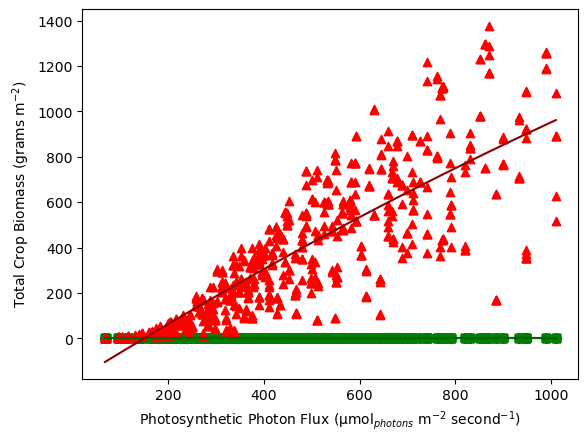 1400
1200
1000
800
600
400
200
0
Total Crop Biomass (grams m⁻²)
200 400 600 800 1000
Photosynthetic Photon Flux (μmol_photons m⁻² second⁻¹)